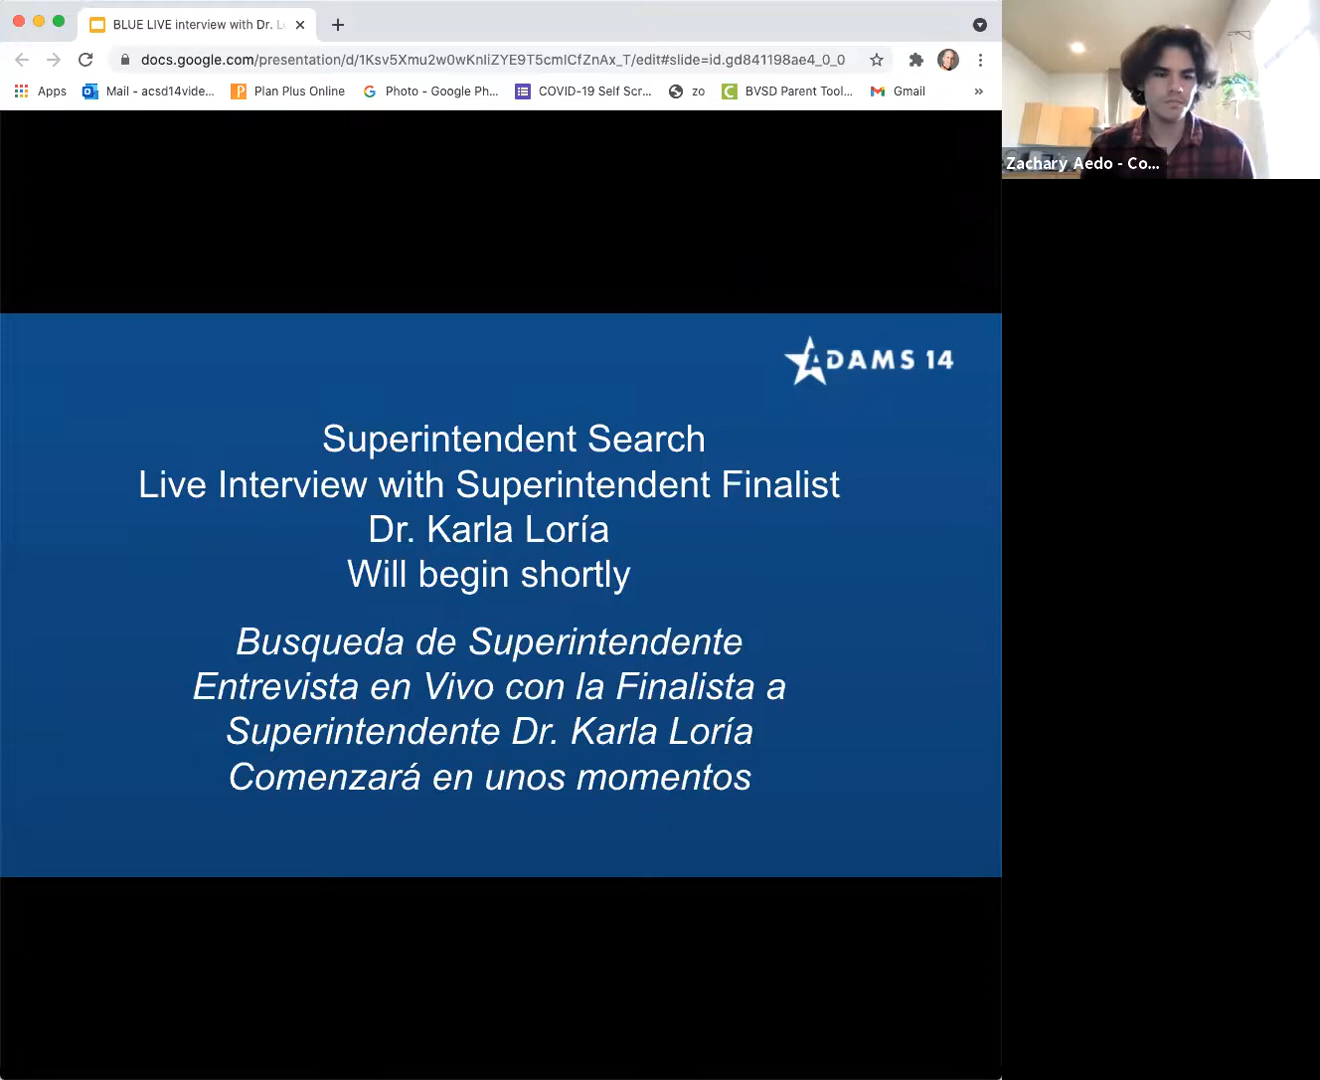 BLUE LIVE interview with Dr. L
docs.google.com/presentation/d/1Ksv5Xmu2w0wKnIiZYE9T5cmICfZnAx_T/edit#slide=id.gd841198ae4_0_0
Apps
Mail - acsd14vide...
Plan Plus Online
Photo - Google Ph...
COVID-19 Self Scr...
zo
BVSD Parent Tool...
Gmail
»
Zachary Aedo - Co...
ADAMS 14
Superintendent Search
Live Interview with Superintendent Finalist
Dr. Karla Loría
Will begin shortly
Busqueda de Superintendente
Entrevista en Vivo con la Finalista a
Superintendente Dr. Karla Loría
Comenzará en unos momentos